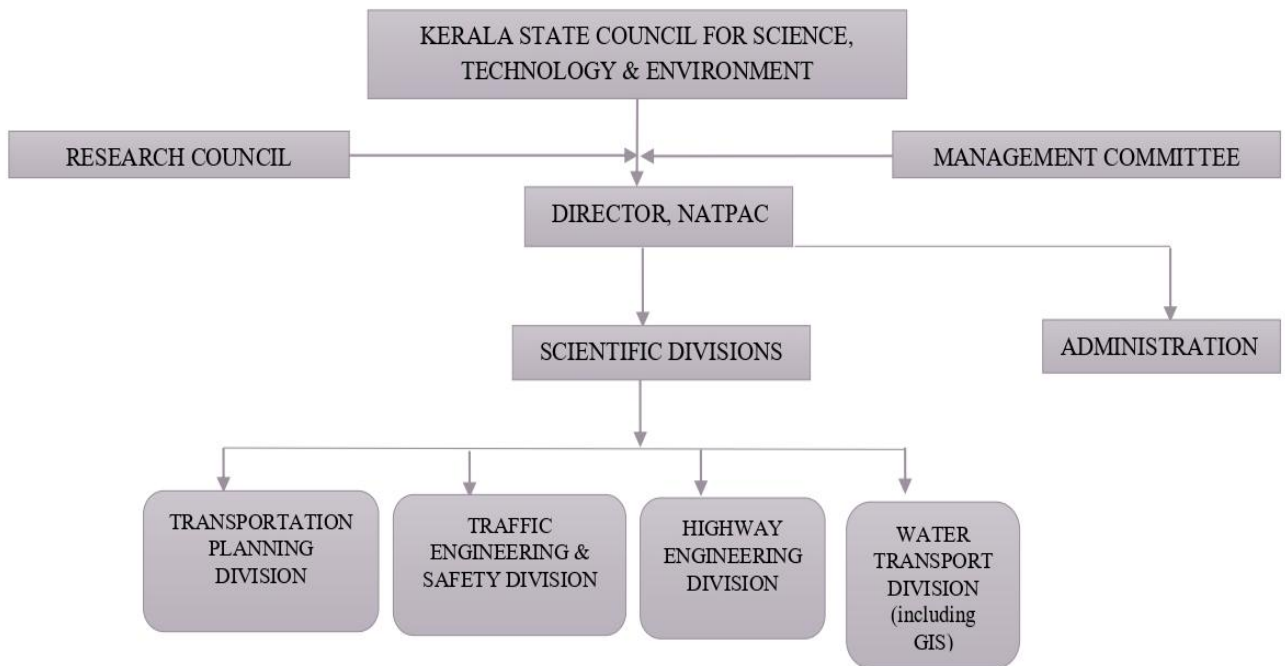 KERALA STATE COUNCIL FOR SCIENCE,
TECHNOLOGY & ENVIRONMENT
RESEARCH COUNCIL
MANAGEMENT COMMITTEE
DIRECTOR, NATPAC
SCIENTIFIC DIVISIONS
ADMINISTRATION
TRANSPORTATION
PLANNING
DIVISION
TRAFFIC
ENGINEERING &
SAFETY DIVISION
HIGHWAY
ENGINEERING
DIVISION
WATER
TRANSPORT
DIVISION
(including
GIS)